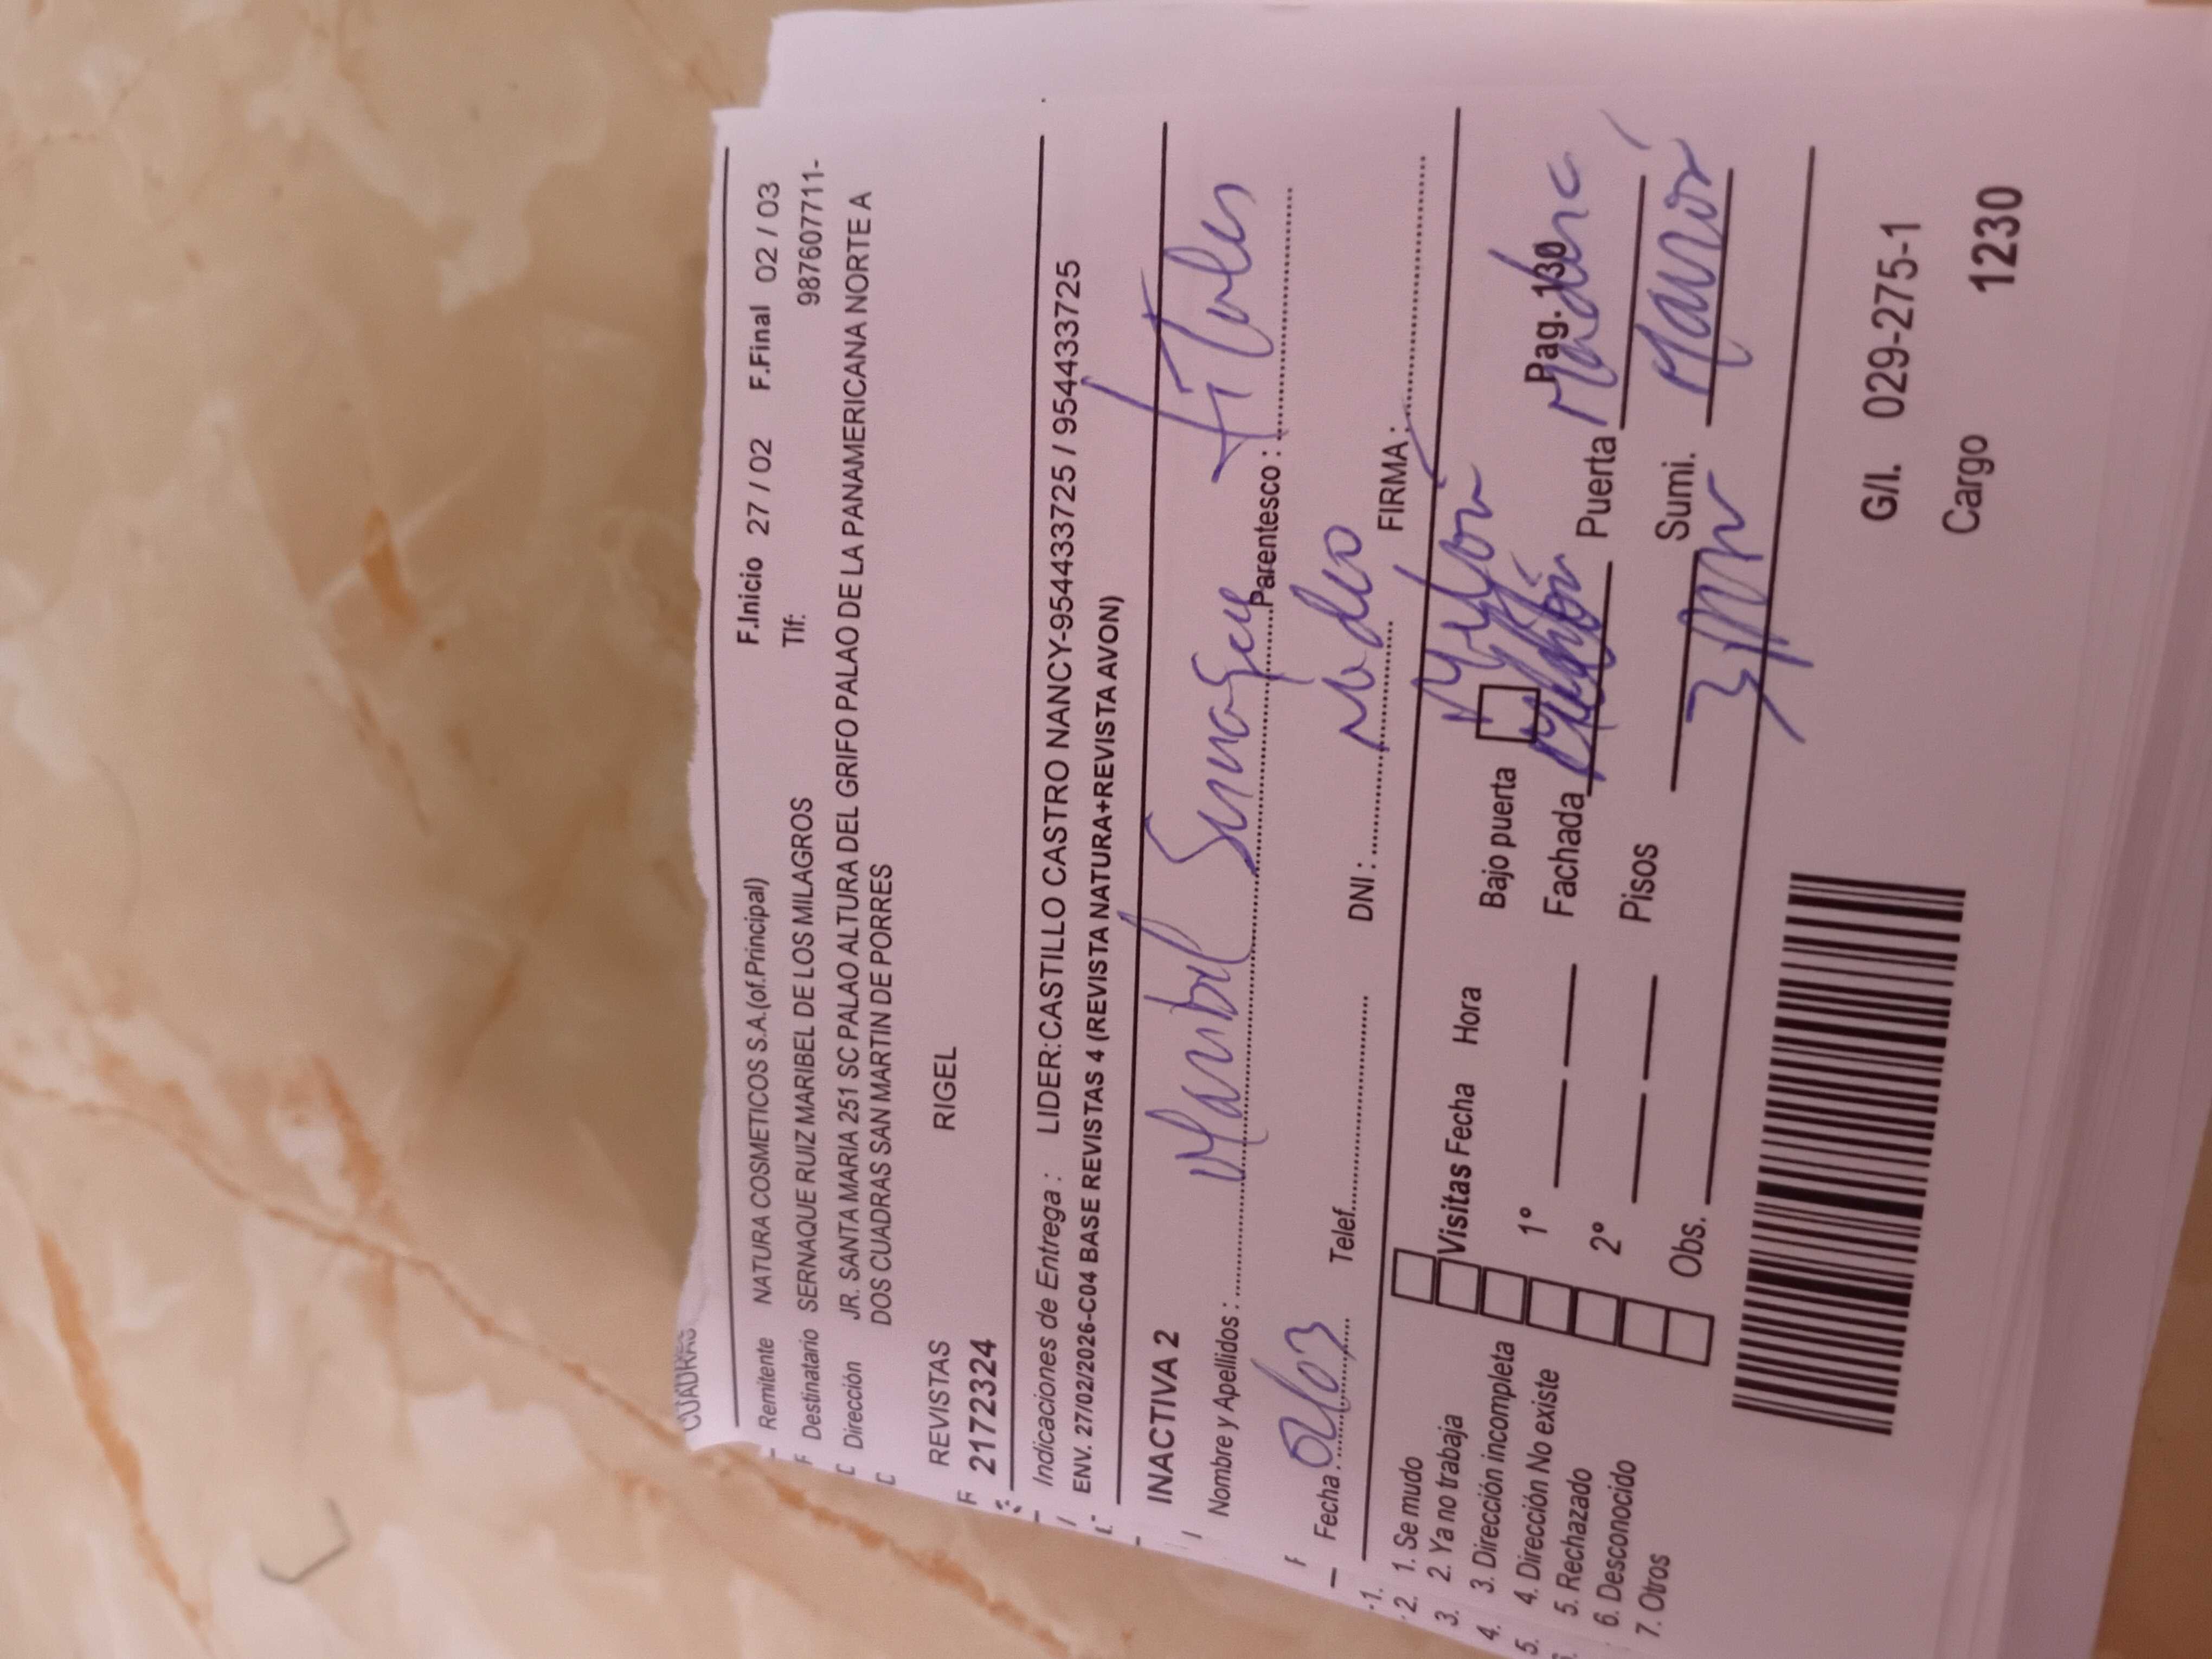 CUADRAS
Remitente NATURA COSMETICOS S.A.(of.Principal) F.Inicio 27 / 02 F.Final 02 / 03
Destinatario SERNAQUE RUIZ MARIBEL DE LOS MILAGROS Tlf: 987607711-
Dirección JR. SANTA MARIA 251 SC PALAO ALTURA DEL GRIFO PALAO DE LA PANAMERICANA NORTE A
DOS CUADRAS SAN MARTIN DE PORRES
REVISTAS RIGEL
2172324
Indicaciones de Entrega : LIDER:CASTILLO CASTRO NANCY-954433725 / 954433725
ENV. 27/02/2026-C04 BASE REVISTAS 4 (REVISTA NATURA+REVISTA AVON)
INACTIVA 2
Nombre y Apellidos : Maribel Parentesco : titular
Fecha : 02/03 Telef. DNI : No dio FIRMA :
1. Se mudo
2. Ya no trabaja
3. Dirección incompleta
4. Dirección No existe
5. Rechazado
6. Desconocido
7. Otros
Visitas Fecha Hora Bajo puerta Pag. 130
1° Fachada Puerta Madera
2° Pisos Sumi. Marrón
Obs.
G/I. 029-275-1
Cargo 1230